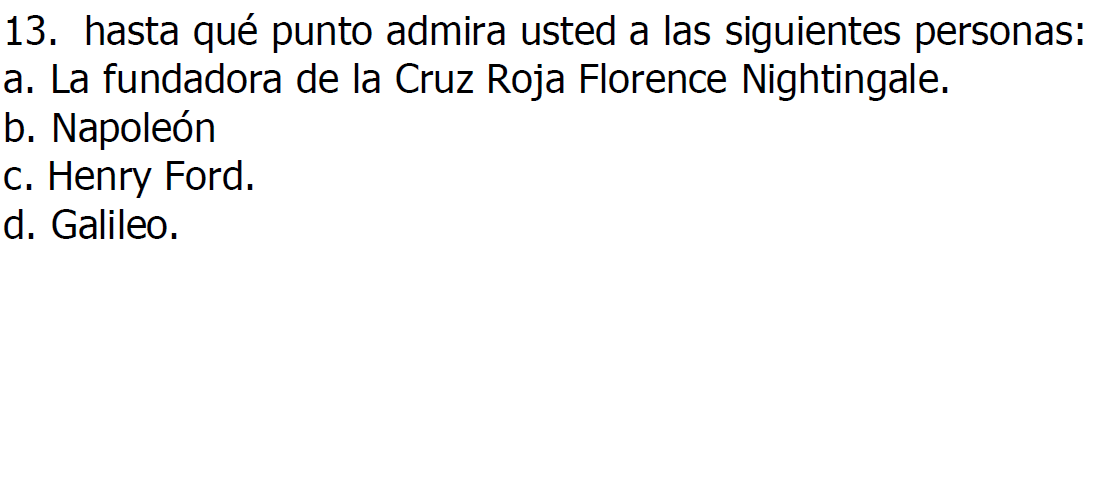 13.  hasta qué punto admira usted a las siguientes personas:
a. La fundadora de la Cruz Roja Florence Nightingale.
b. Napoleón
c. Henry Ford.
d. Galileo.